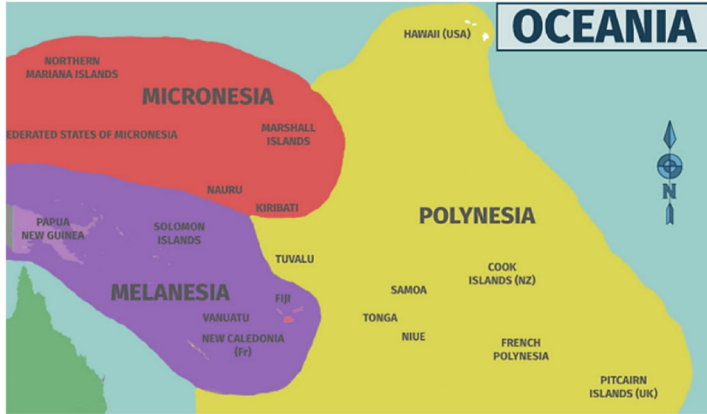 OCEANIA
HAWAII (USA)
NORTHERN
MARIANA ISLANDS
MICRONESIA
EDERATED STATES OF MICRONESIA
MARSHALL
ISLANDS
NAURU
KIRIBATI
N
PAPUA
NEW GUINEA
SOLOMON
ISLANDS
POLYNESIA
TUVALU
MELANESIA
FIJI
VANUATU
NEW CALEDONIA
(Fr)
SAMOA
COOK
ISLANDS (NZ)
TONGA
NIUE
FRENCH
POLYNESIA
PITCAIRN
ISLANDS (UK)